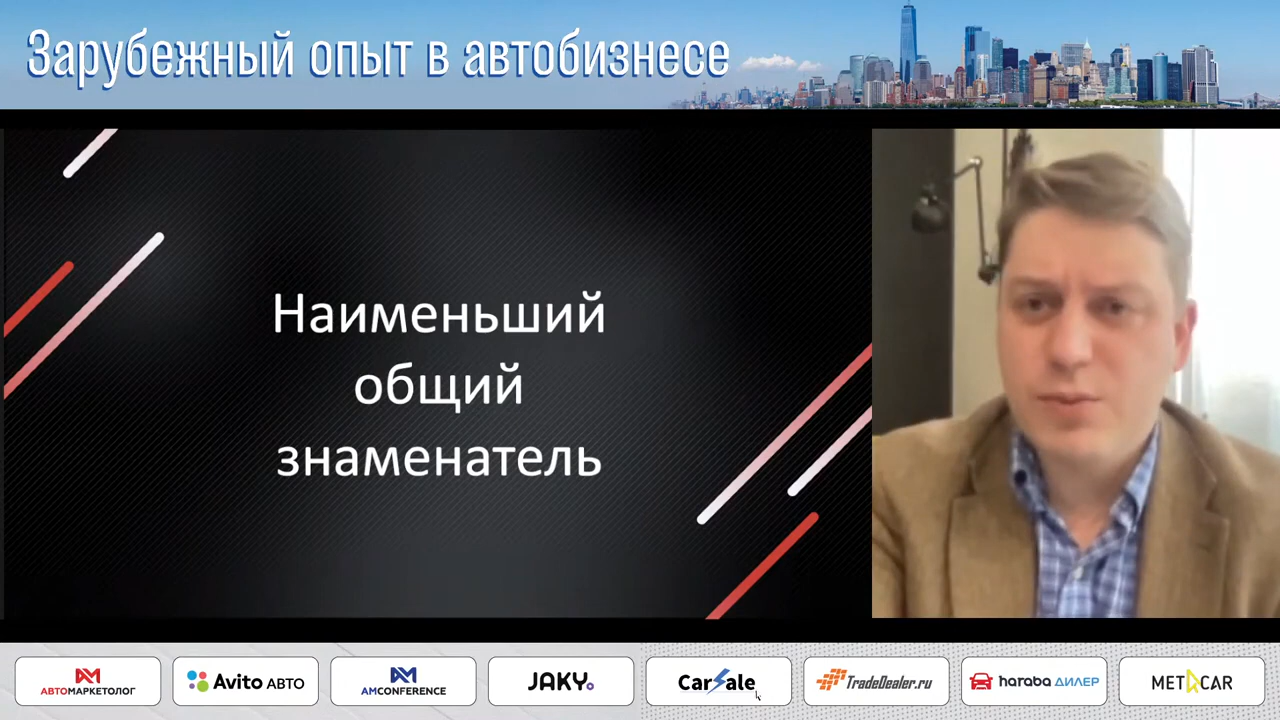 Зарубежный опыт в автобизнесе
Наименьший
общий
знаменатель
АВТОМАРКЕТОЛОГ
Avito АВТО
AMCONFERENCE
JAKY
CarSale
TradeDealer.ru
haraba ДИЛЕР
METACAR